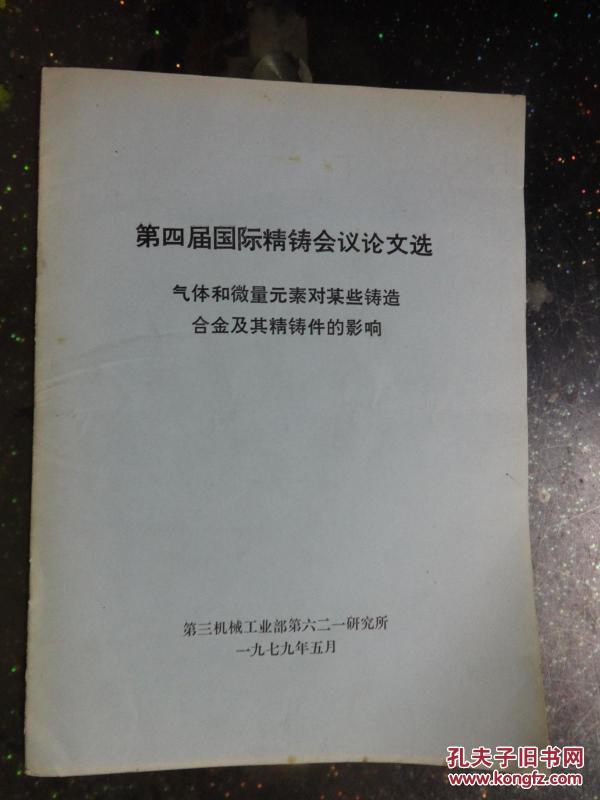 第四届国际精铸会议论文选
气体和微量元素对某些铸造
合金及其精铸件的影响
第三机械工业部第六二一研究所
一九七九年五月
孔夫子旧书网
www.kongfz.com